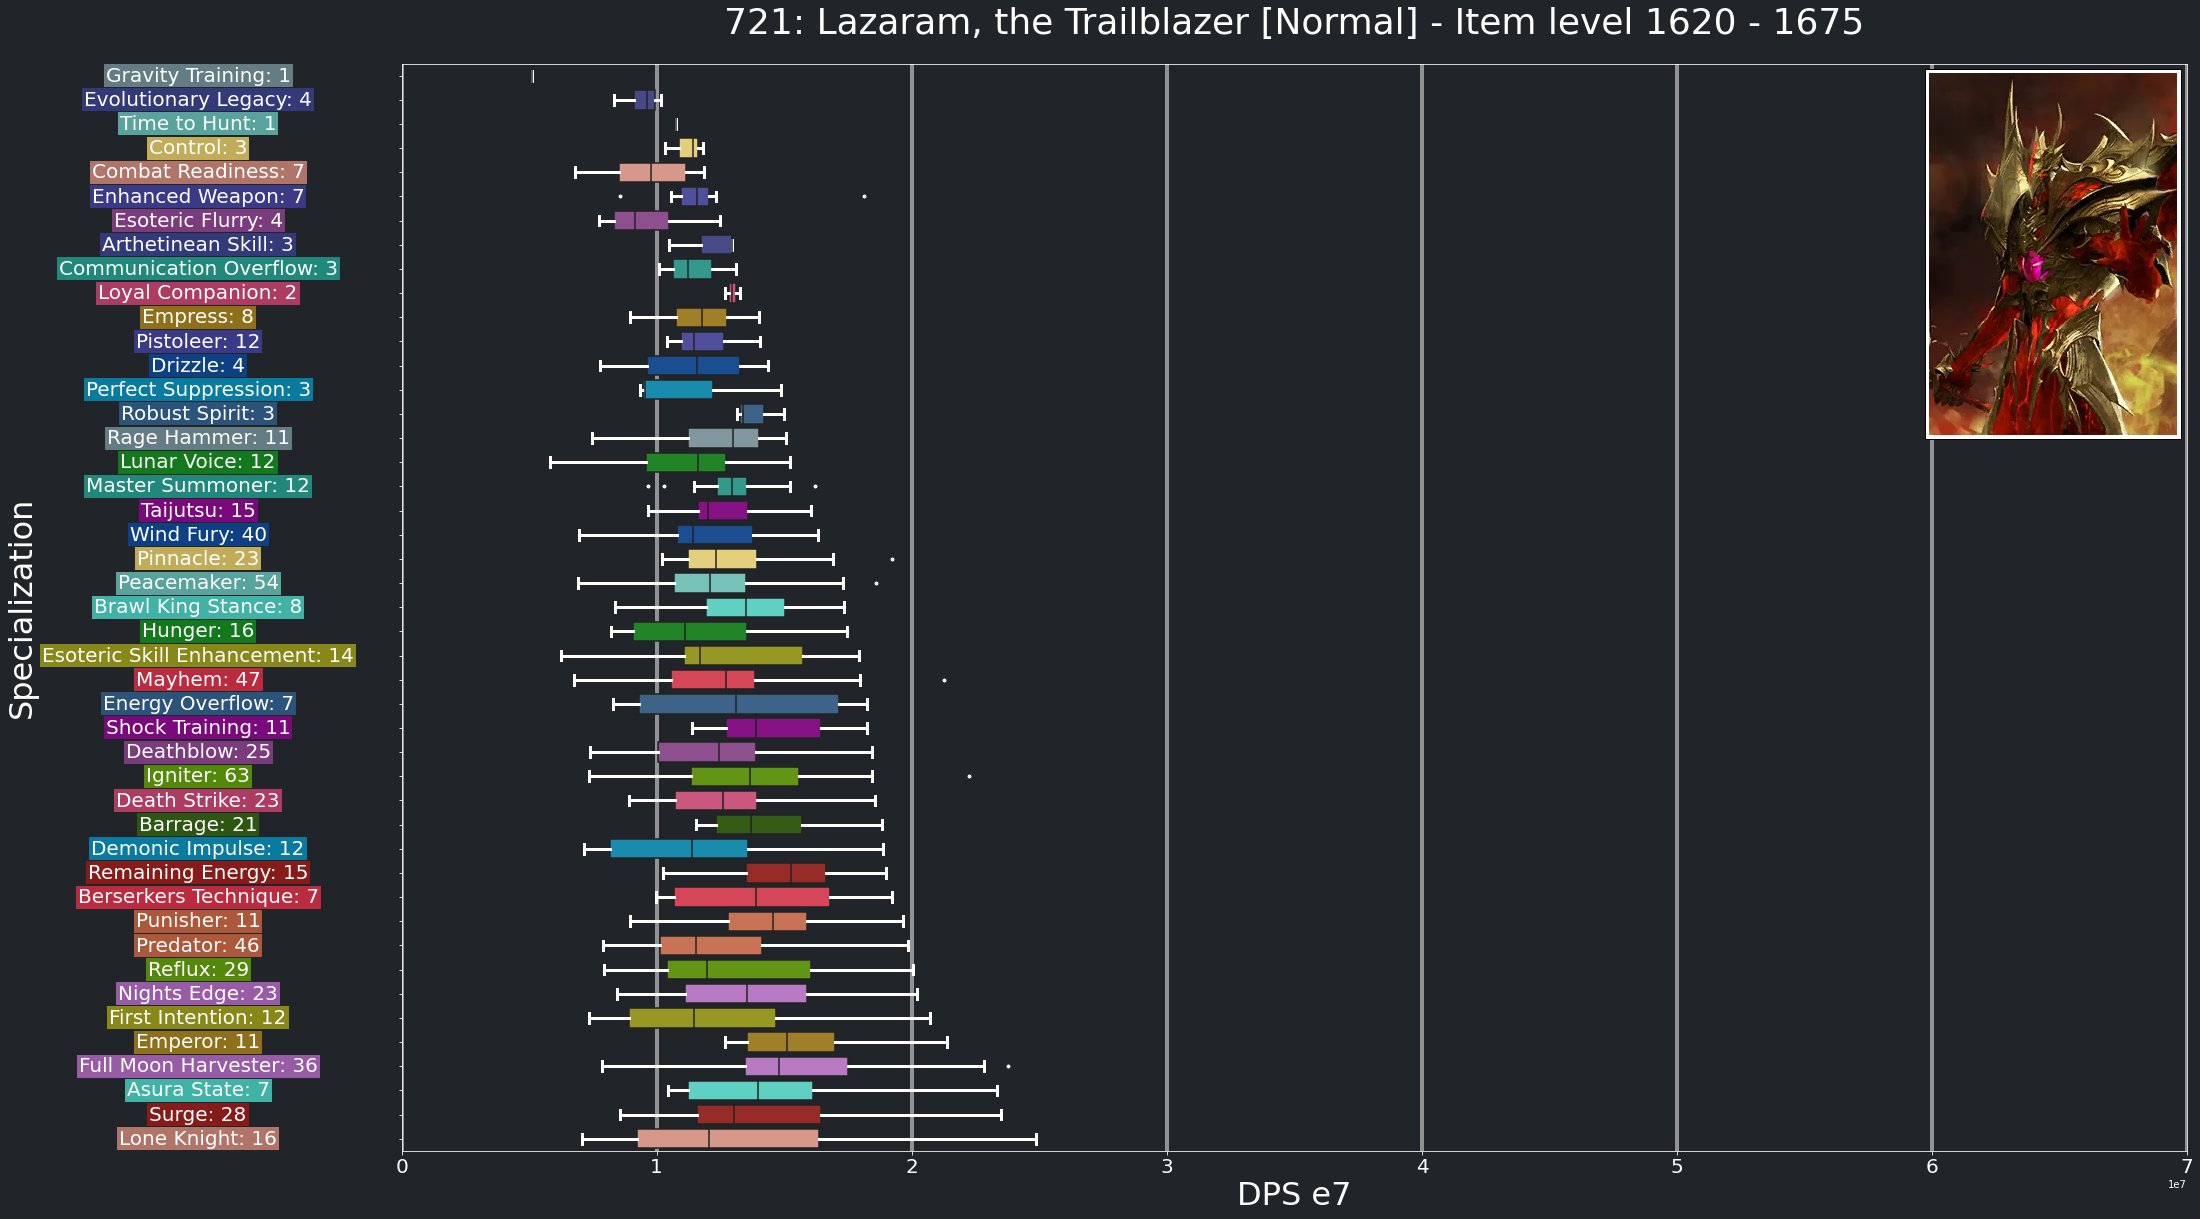 721: Lazaram, the Trailblazer [Normal] - Item level 1620 - 1675
Specialization
Gravity Training: 1
Evolutionary Legacy: 4
Time to Hunt: 1
Control: 3
Combat Readiness: 7
Enhanced Weapon: 7
Esoteric Flurry: 4
Arthetinean Skill: 3
Communication Overflow: 3
Loyal Companion: 2
Empress: 8
Pistoleer: 12
Drizzle: 4
Perfect Suppression: 3
Robust Spirit: 3
Rage Hammer: 11
Lunar Voice: 12
Master Summoner: 12
Taijutsu: 15
Wind Fury: 40
Pinnacle: 23
Peacemaker: 54
Brawl King Stance: 8
Hunger: 16
Esoteric Skill Enhancement: 14
Mayhem: 47
Energy Overflow: 7
Shock Training: 11
Deathblow: 25
Igniter: 63
Death Strike: 23
Barrage: 21
Demonic Impulse: 12
Remaining Energy: 15
Berserkers Technique: 7
Punisher: 11
Predator: 46
Reflux: 29
Nights Edge: 23
First Intention: 12
Emperor: 11
Full Moon Harvester: 36
Asura State: 7
Surge: 28
Lone Knight: 16
0 1 2 3 4 5 6 7
1e7
DPS e7